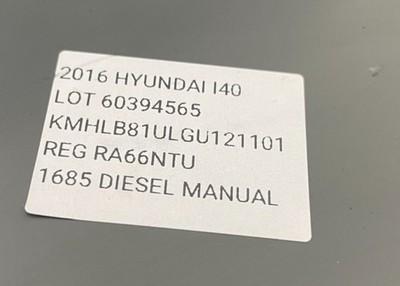 2016 HYUNDAI I40
LOT 60394565
KMHLB81ULGU121101
REG RA66NTU
1685 DIESEL MANUAL